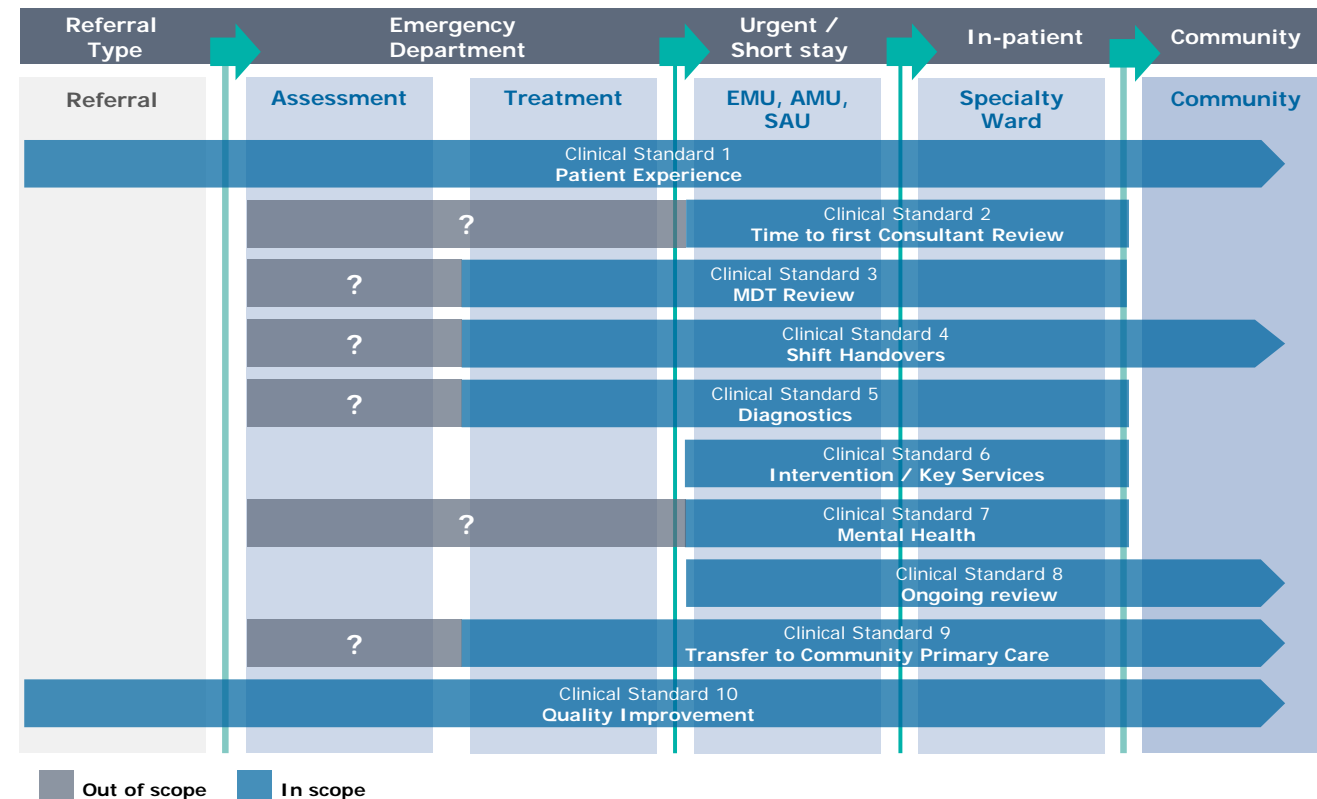 Referral
Type
Emergency
Department
Urgent /
Short stay
In-patient
Community
Referral
Assessment
Treatment
EMU, AMU,
SAU
Specialty
Ward
Community
Clinical Standard 1
Patient Experience
?
Clinical Standard 2
Time to first Consultant Review
?
Clinical Standard 3
MDT Review
?
Clinical Standard 4
Shift Handovers
?
Clinical Standard 5
Diagnostics
Clinical Standard 6
Intervention / Key Services
?
Clinical Standard 7
Mental Health
Clinical Standard 8
Ongoing review
?
Clinical Standard 9
Transfer to Community Primary Care
Clinical Standard 10
Quality Improvement
Out of scope
In scope